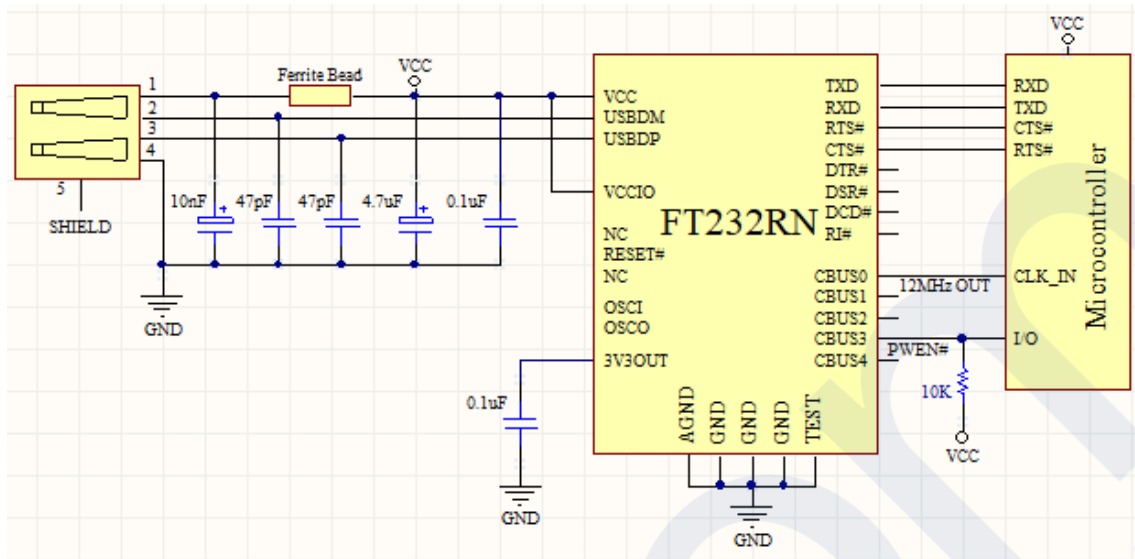 VCC
Ferrite Bead
VCC
1
2
3
4
5
SHIELD
10nF
+
47pF
47pF
4.7uF
+
0.1uF
GND
VCC
USBDM
USBDP
VCCIO
NC
RESET#
NC
OSCI
OSCO
3V3OUT
FT232RN
TXD
RXD
RTS#
CTS#
DTR#
DSR#
DCD#
RI#
CBUS0
CBUS1
CBUS2
CBUS3
CBUS4
AGND
GND
GND
GND
TEST
GND
0.1uF
GND
12MHz OUT
PWEN#
10K
VCC
RXD
TXD
CTS#
RTS#
CLK_IN
I/O
Microcontroller